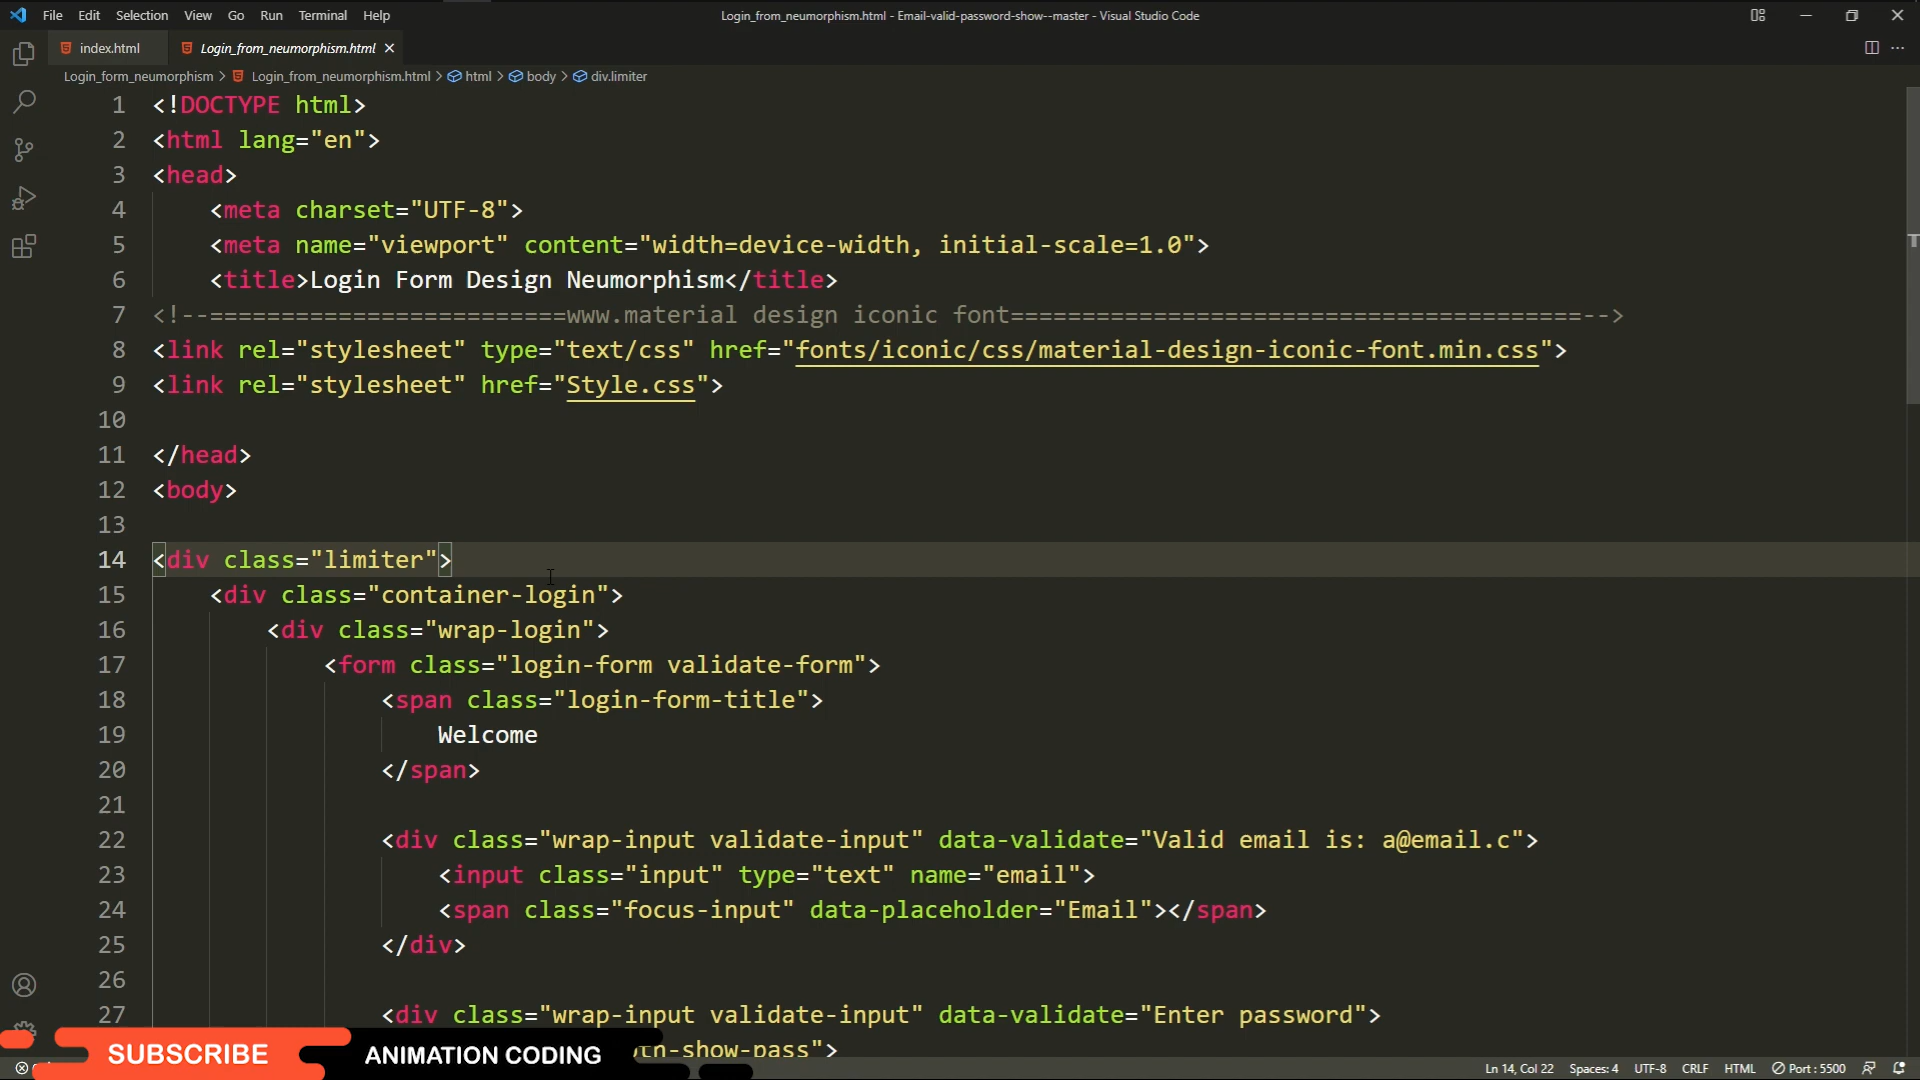 File Edit Selection View Go Run Terminal Help
Login_from_neumorphism.html - Email-valid-password-show--master - Visual Studio Code
index.html Login_from_neumorphism.html
Login_form_neumorphism > Login_from_neumorphism.html > html > body > div.limiter
1 <!DOCTYPE html>
2 <html lang="en">
3 <head>
4 <meta charset="UTF-8">
5 <meta name="viewport" content="width=device-width, initial-scale=1.0">
6 <title>Login Form Design Neumorphism</title>
7 <!--=========================www.material design iconic font========================================-->
8 <link rel="stylesheet" type="text/css" href="fonts/iconic/css/material-design-iconic-font.min.css">
9 <link rel="stylesheet" href="Style.css">
10
11 </head>
12 <body>
13
14 <div class="limiter">
15 <div class="container-login">
16 <div class="wrap-login">
17 <form class="login-form validate-form">
18 <span class="login-form-title">
19 Welcome
20 </span>
21
22 <div class="wrap-input validate-input" data-validate="Valid email is: a@email.c">
23 <input class="input" type="text" name="email">
24 <span class="focus-input" data-placeholder="Email"></span>
25 </div>
26
27 <div class="wrap-input validate-input" data-validate="Enter password">
-show-pass">
SUBSCRIBE ANIMATION CODING
Ln 14, Col 22 Spaces: 4 UTF-8 CRLF HTML Port : 5500